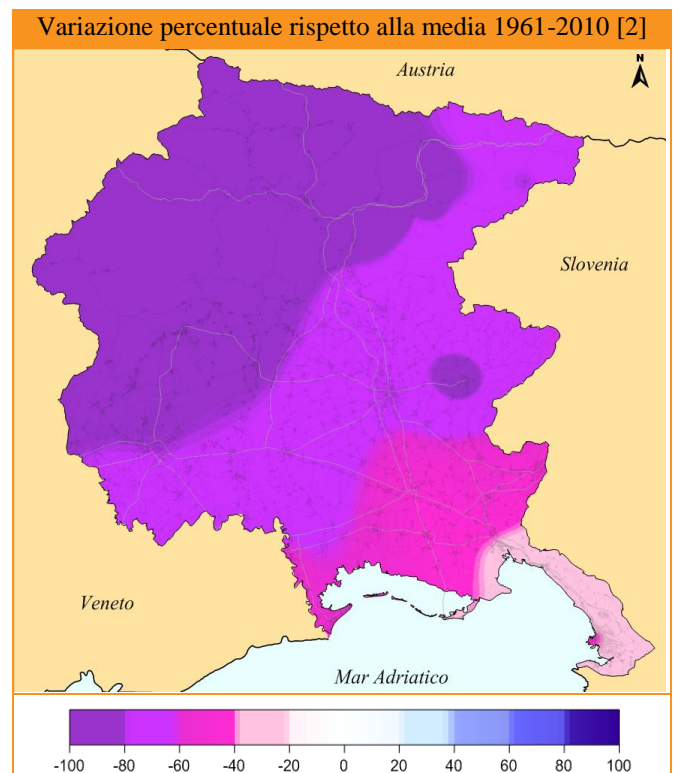 Variazione percentuale rispetto alla media 1961-2010 [2]
N
Austria
Slovenia
Veneto
Mar Adriatico
-100 -80 -60 -40 -20 0 20 40 60 80 100